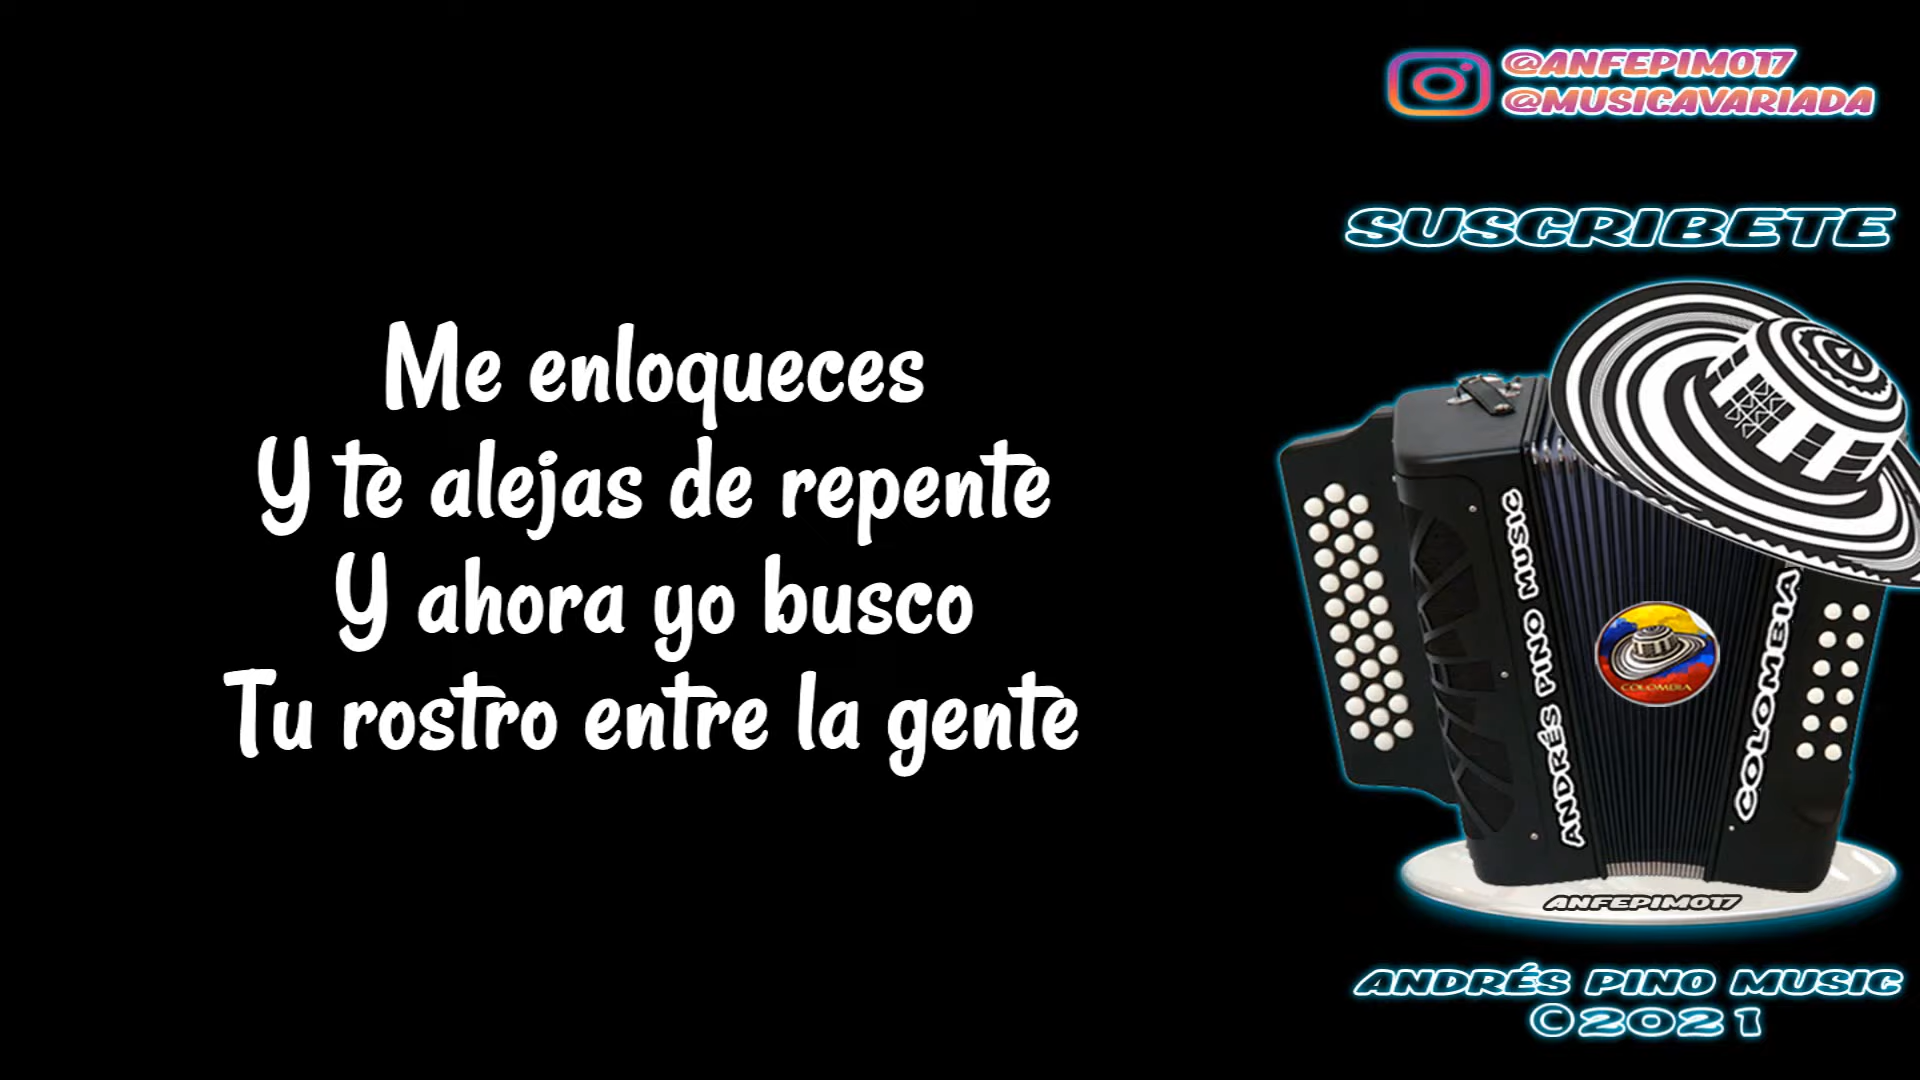 @ANFEPIMO17
@MUSICAVARIADA
SUSCRIBETE
Me enloqueces
Y te alejas de repente
Y ahora yo busco
Tu rostro entre la gente
ANDRÉS PINO MUSIC
COLOMBIA
COLOMBIA
ANFEPIMO17
ANDRÉS PINO MUSIC
©2021